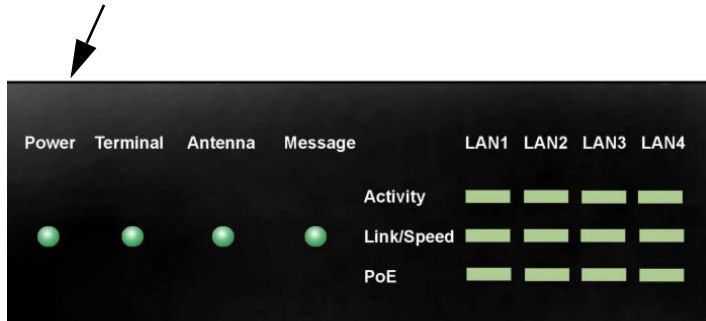 Power Terminal Antenna Message LAN1 LAN2 LAN3 LAN4
Activity
Link/Speed
PoE